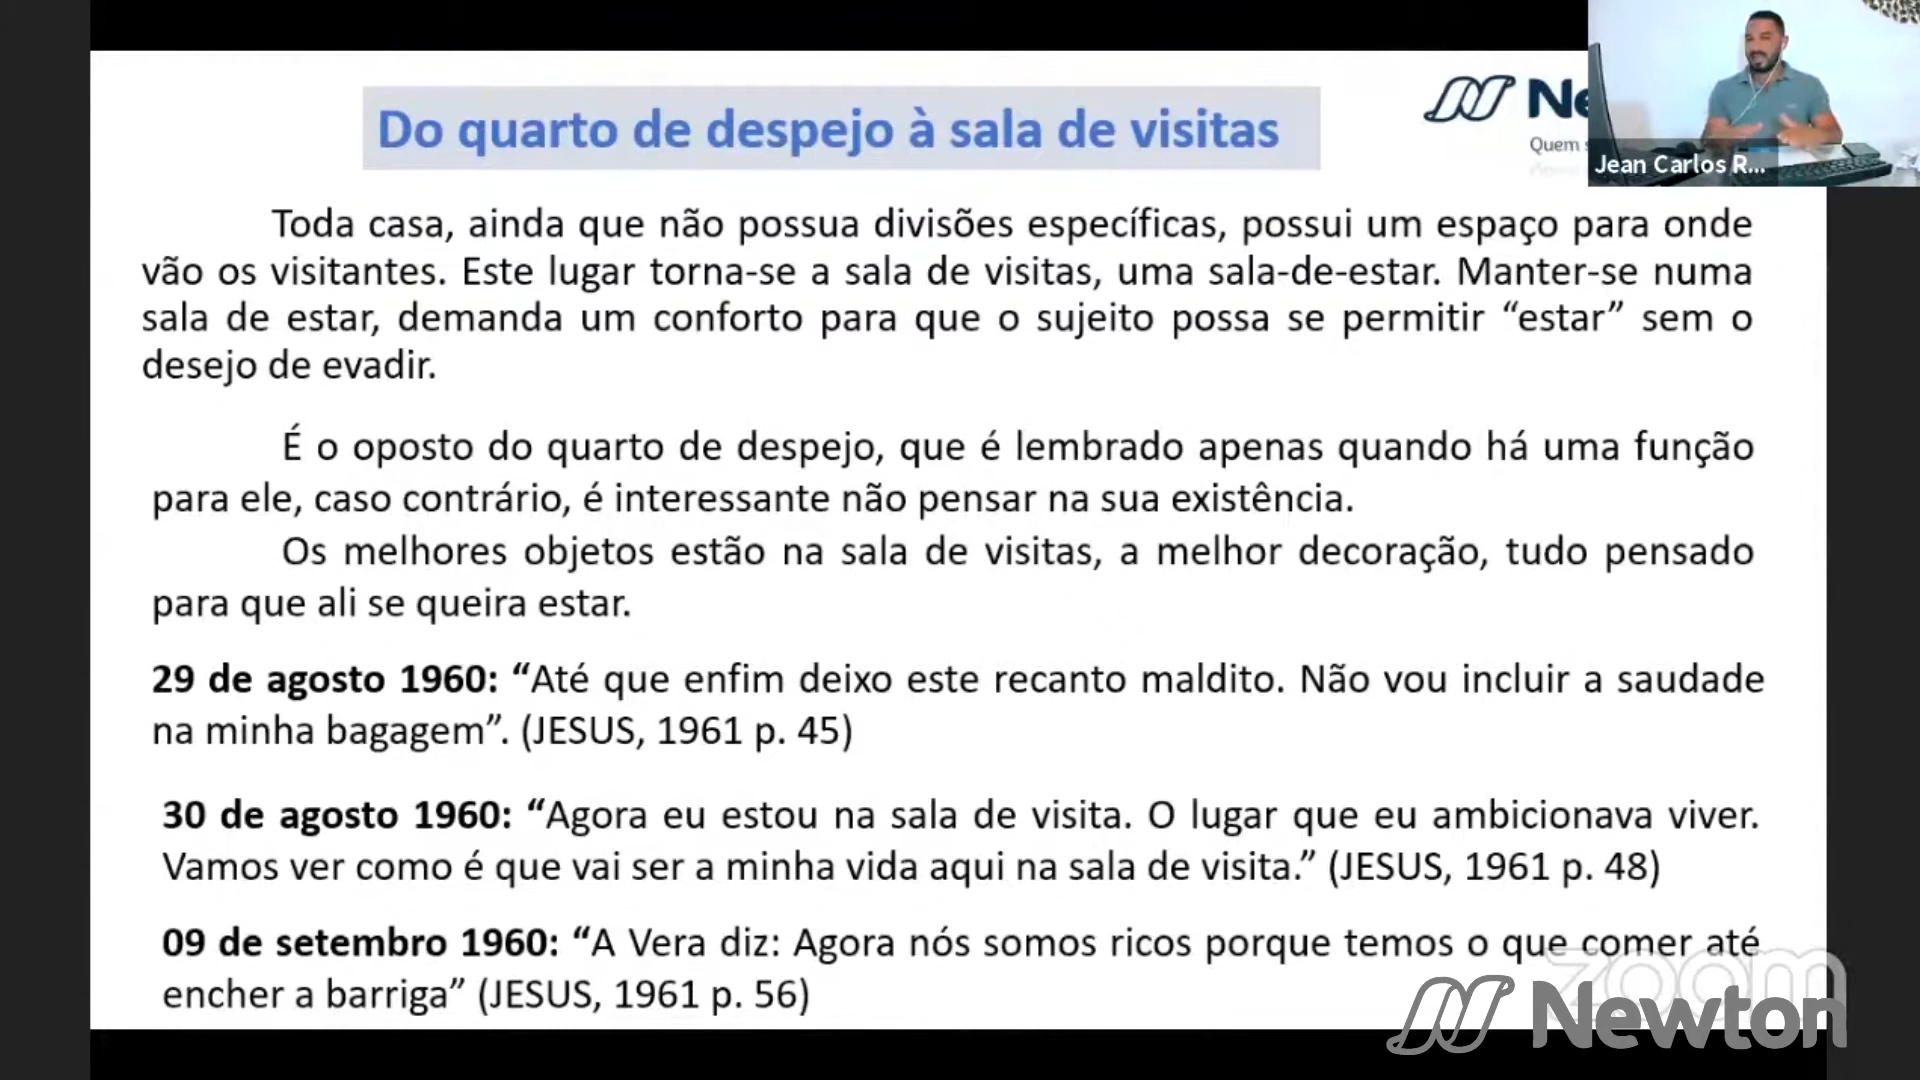 Do quarto de despejo à sala de visitas
Quem
Jean Carlos R...
Toda casa, ainda que não possua divisões específicas, possui um espaço para onde
vão os visitantes. Este lugar torna-se a sala de visitas, uma sala-de-estar. Manter-se numa
sala de estar, demanda um conforto para que o sujeito possa se permitir “estar” sem o
desejo de evadir.
É o oposto do quarto de despejo, que é lembrado apenas quando há uma função
para ele, caso contrário, é interessante não pensar na sua existência.
Os melhores objetos estão na sala de visitas, a melhor decoração, tudo pensado
para que ali se queira estar.
29 de agosto 1960: “Até que enfim deixo este recanto maldito. Não vou incluir a saudade
na minha bagagem”. (JESUS, 1961 p. 45)
30 de agosto 1960: “Agora eu estou na sala de visita. O lugar que eu ambicionava viver.
Vamos ver como é que vai ser a minha vida aqui na sala de visita.” (JESUS, 1961 p. 48)
09 de setembro 1960: “A Vera diz: Agora nós somos ricos porque temos o que comer até
encher a barriga” (JESUS, 1961 p. 56)
zoom
Newton